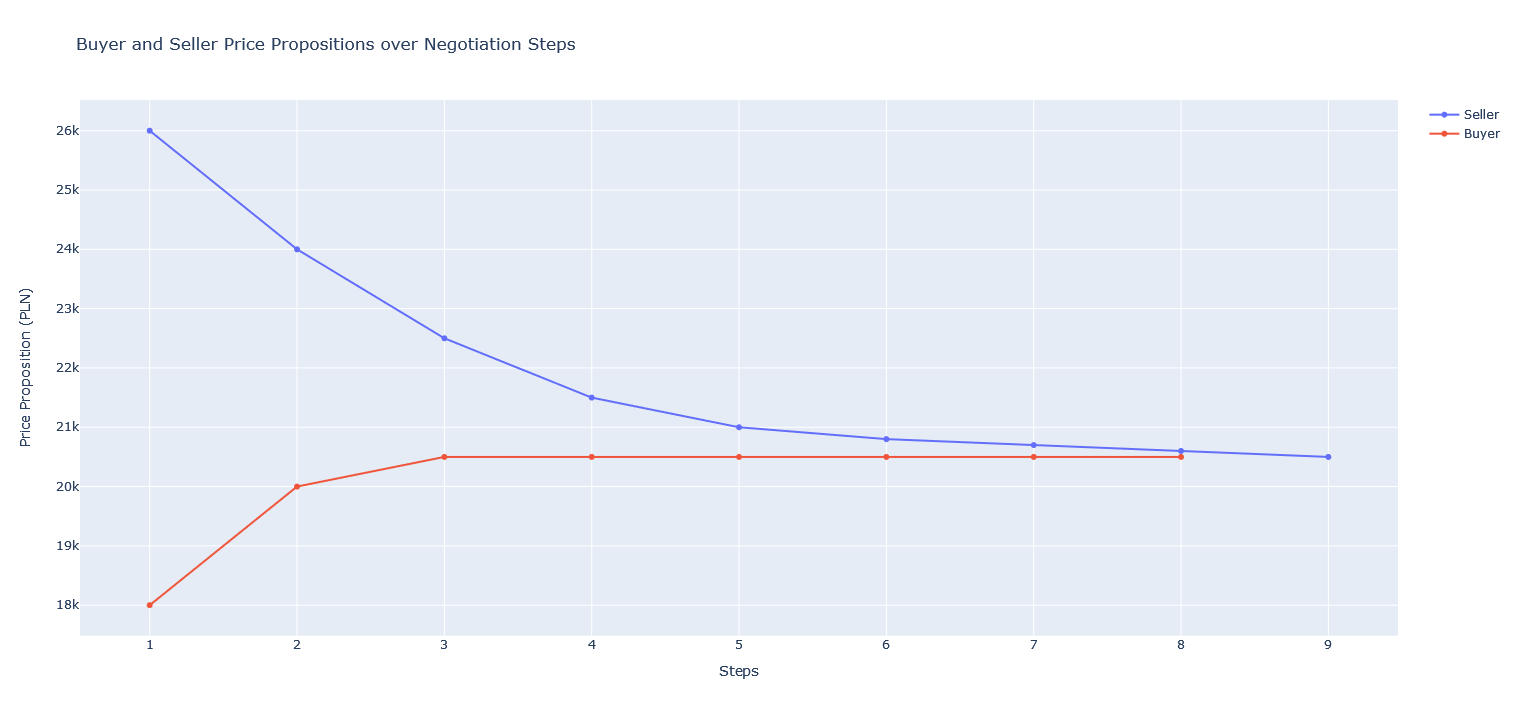 Buyer and Seller Price Propositions over Negotiation Steps
Seller
Buyer
Price Proposition (PLN)
26k
25k
24k
23k
22k
21k
20k
19k
18k
1 2 3 4 5 6 7 8 9
Steps